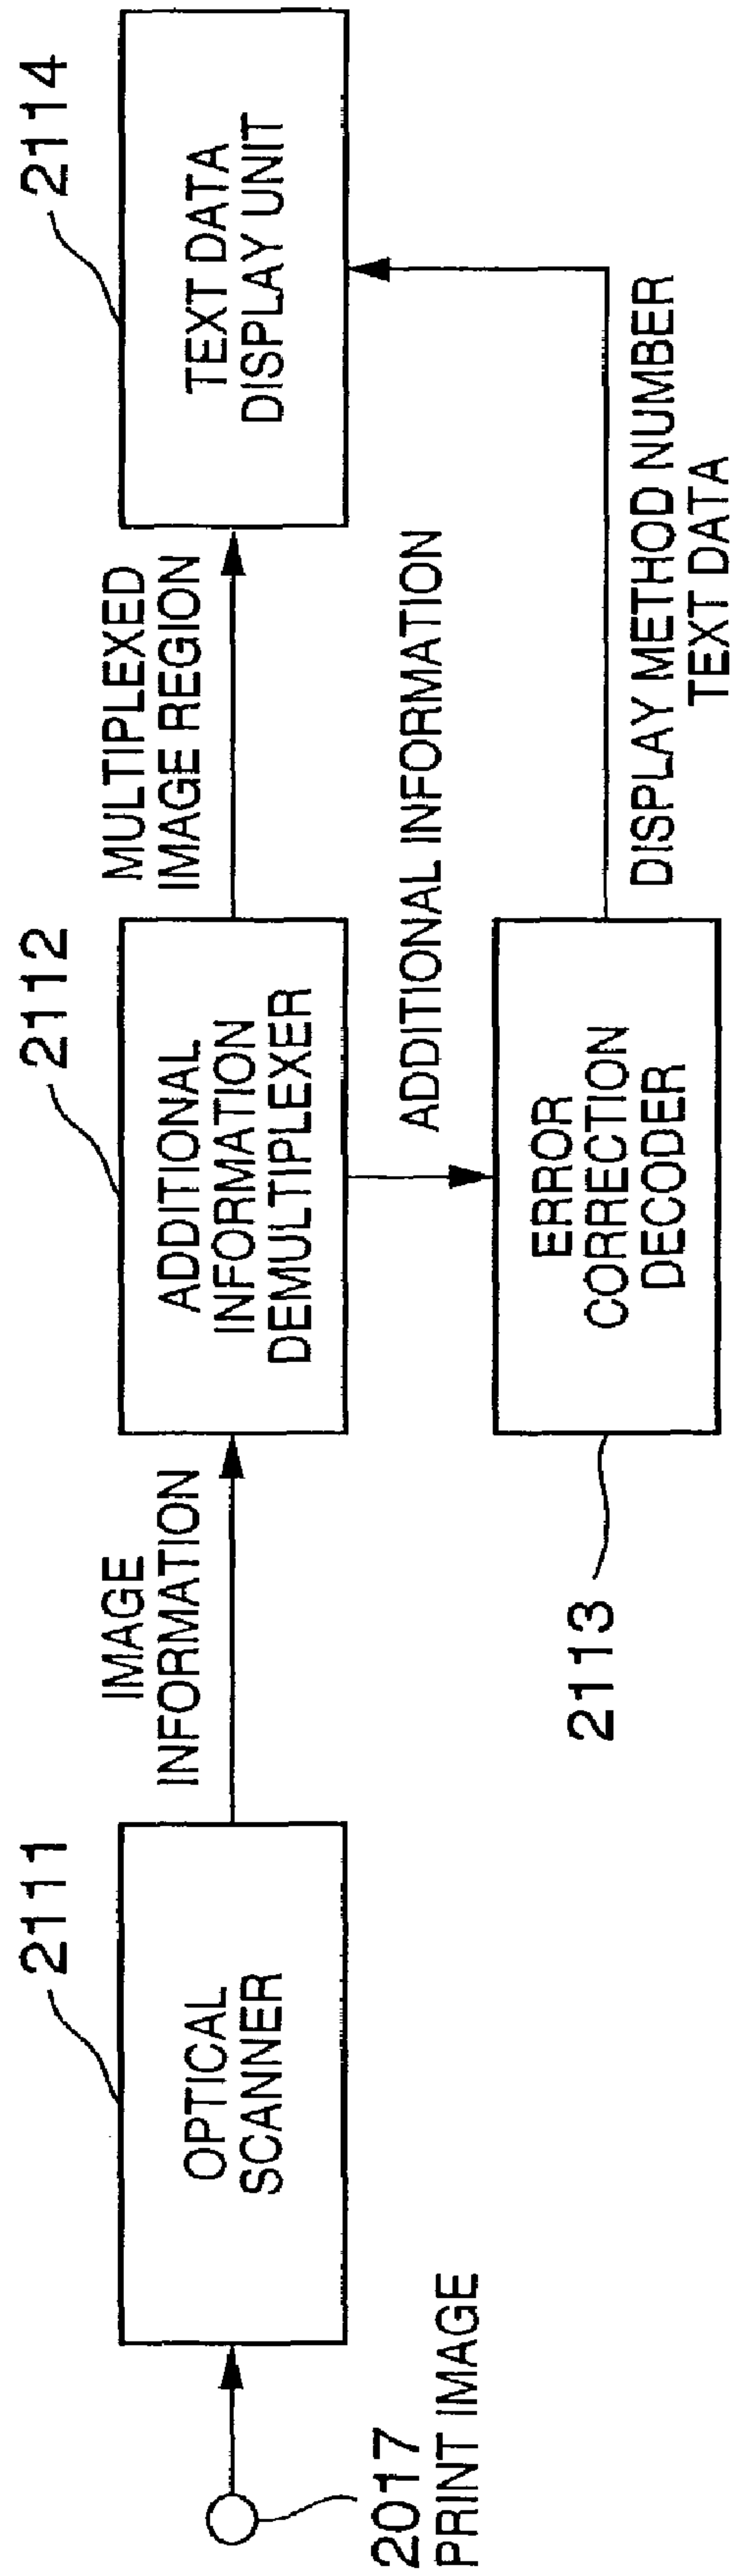 2017
PRINT IMAGE
2111
OPTICAL
SCANNER
IMAGE
INFORMATION
2112
ADDITIONAL
INFORMATION
DEMULTIPLEXER
MULTIPLEXED
IMAGE REGION
2114
TEXT DATA
DISPLAY UNIT
ADDITIONAL INFORMATION
2113
ERROR
CORRECTION
DECODER
DISPLAY METHOD NUMBER
TEXT DATA